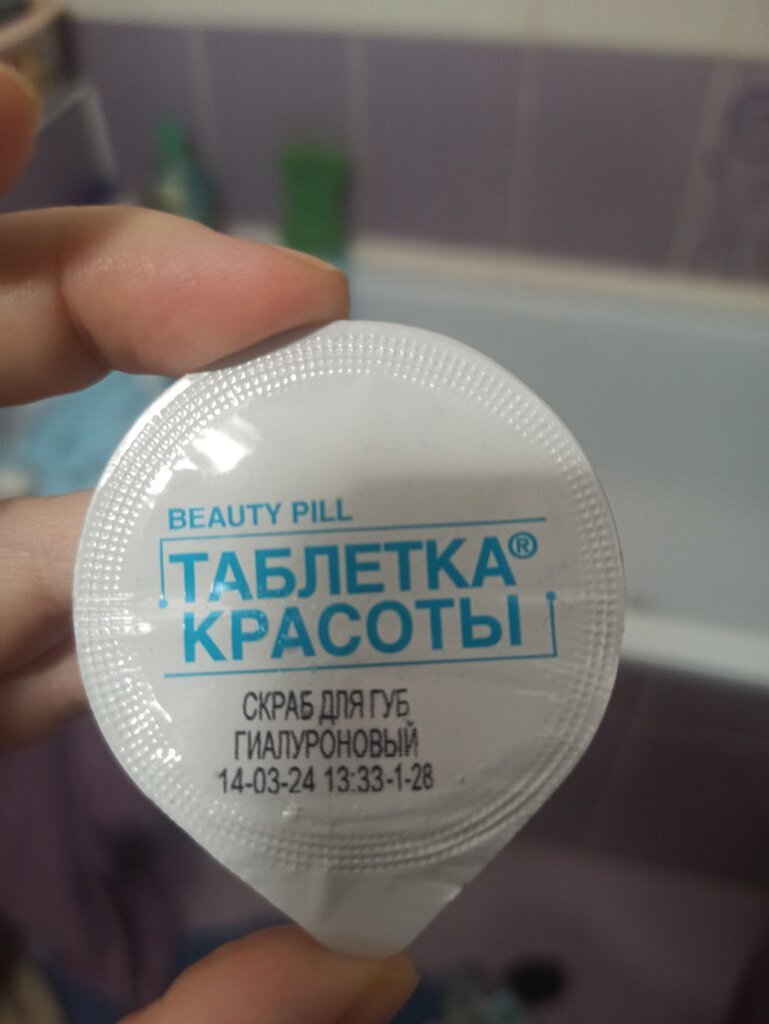 BEAUTY PILL
ТАБЛЕТКА®
КРАСОТЫ
СКРАБ ДЛЯ ГУБ
ГИАЛУРОНОВЫЙ
14-03-24 13:33-1-28